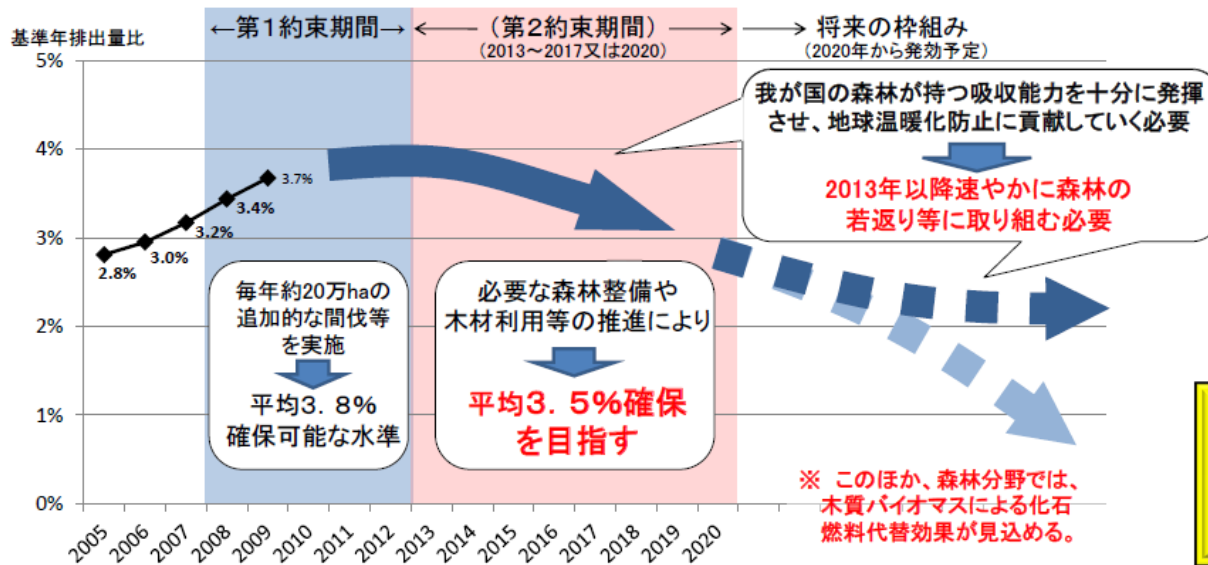 基準年排出量比
←第1約束期間→
←── (第2約束期間) ──→
(2013～2017又は2020)
──→ 将来の枠組み
(2020年から発効予定)
5%
4%
3%
2%
1%
0%
我が国の森林が持つ吸収能力を十分に発揮
させ、地球温暖化防止に貢献していく必要
2013年以降速やかに森林の
若返り等に取り組む必要
2.8%
3.0%
3.2%
3.4%
3.7%
毎年約20万haの
追加的な間伐等
を実施
平均3．8%
確保可能な水準
必要な森林整備や
木材利用等の推進により
平均3．5%確保
を目指す
※ このほか、森林分野では、
木質バイオマスによる化石
燃料代替効果が見込める。
2005
2006
2007
2008
2009
2010
2011
2012
2013
2014
2015
2016
2017
2018
2019
2020